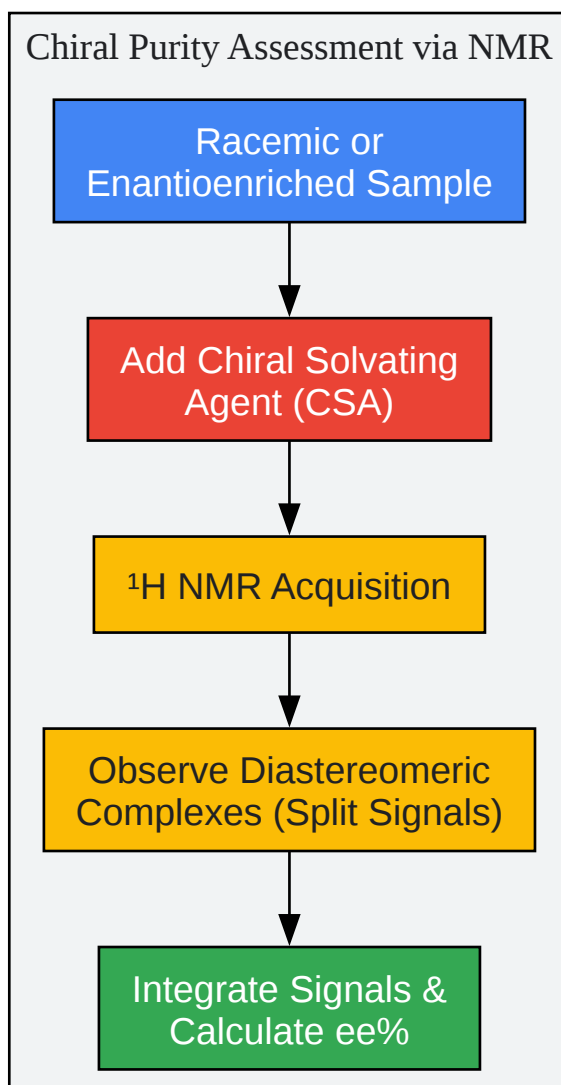 Chiral Purity Assessment via NMR
Racemic or
Enantioenriched Sample
Add Chiral Solvating
Agent (CSA)
¹H NMR Acquisition
Observe Diastereomeric
Complexes (Split Signals)
Integrate Signals &
Calculate ee%